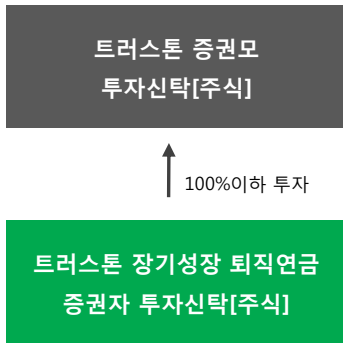 트러스톤 증권모
투자신탁[주식]
100%이하 투자
트러스톤 장기성장 퇴직연금
증권자 투자신탁[주식]